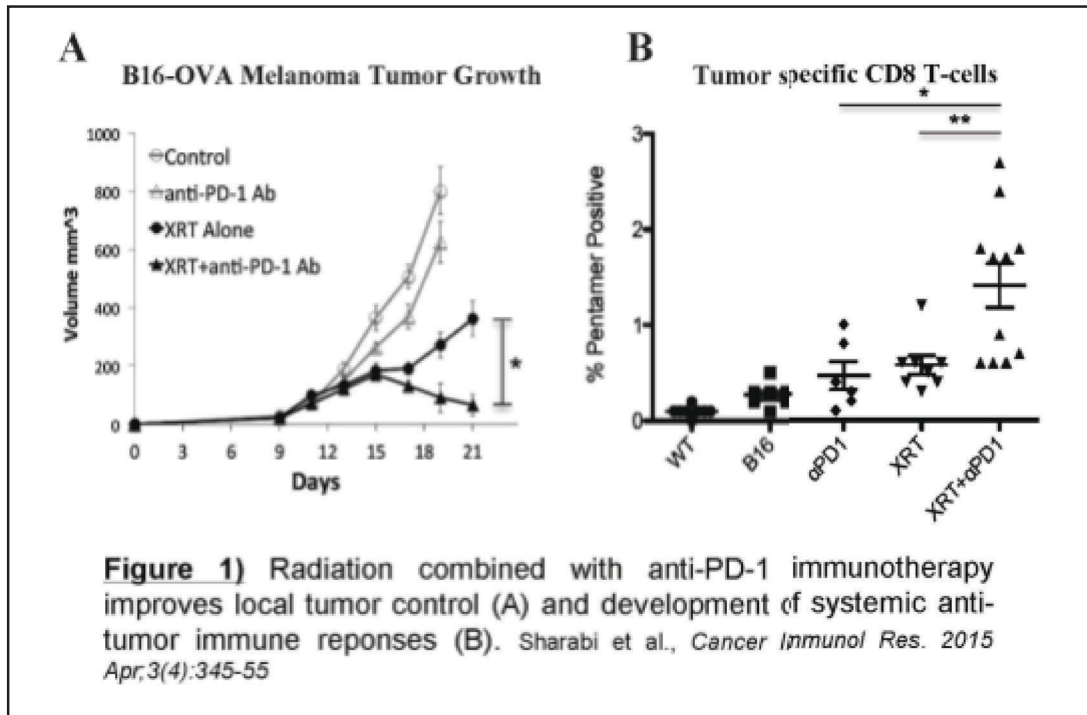 A
B16-OVA Melanoma Tumor Growth
1000
800
600
400
200
0
Volume mm^3
Control
anti-PD-1 Ab
XRT Alone
XRT+anti-PD-1 Ab
*
0 3 6 9 12 15 18 21
Days
B
Tumor specific CD8 T-cells
*
**
3
2
1
0
% Pentamer Positive
WT
B16
αPD1
XRT
XRT+αPD1
Figure 1) Radiation combined with anti-PD-1 immunotherapy
improves local tumor control (A) and development of systemic anti-
tumor immune reponses (B). Sharabi et al., Cancer Immunol Res. 2015
Apr;3(4):345-55